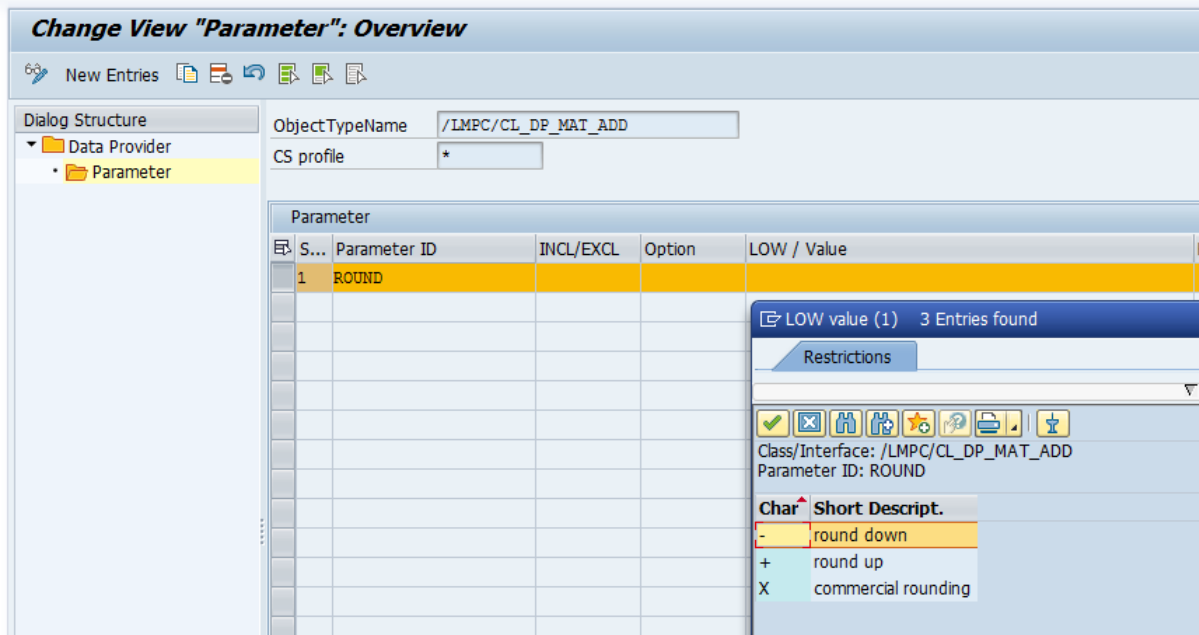 Change View "Parameter": Overview
New Entries
Dialog Structure
Data Provider
Parameter
ObjectTypeName /LMPC/CL_DP_MAT_ADD
CS profile *
Parameter
S... Parameter ID INCL/EXCL Option LOW / Value
1 ROUND
LOW value (1) 3 Entries found
Restrictions
Class/Interface: /LMPC/CL_DP_MAT_ADD
Parameter ID: ROUND
Char Short Descript.
- round down
+ round up
X commercial rounding